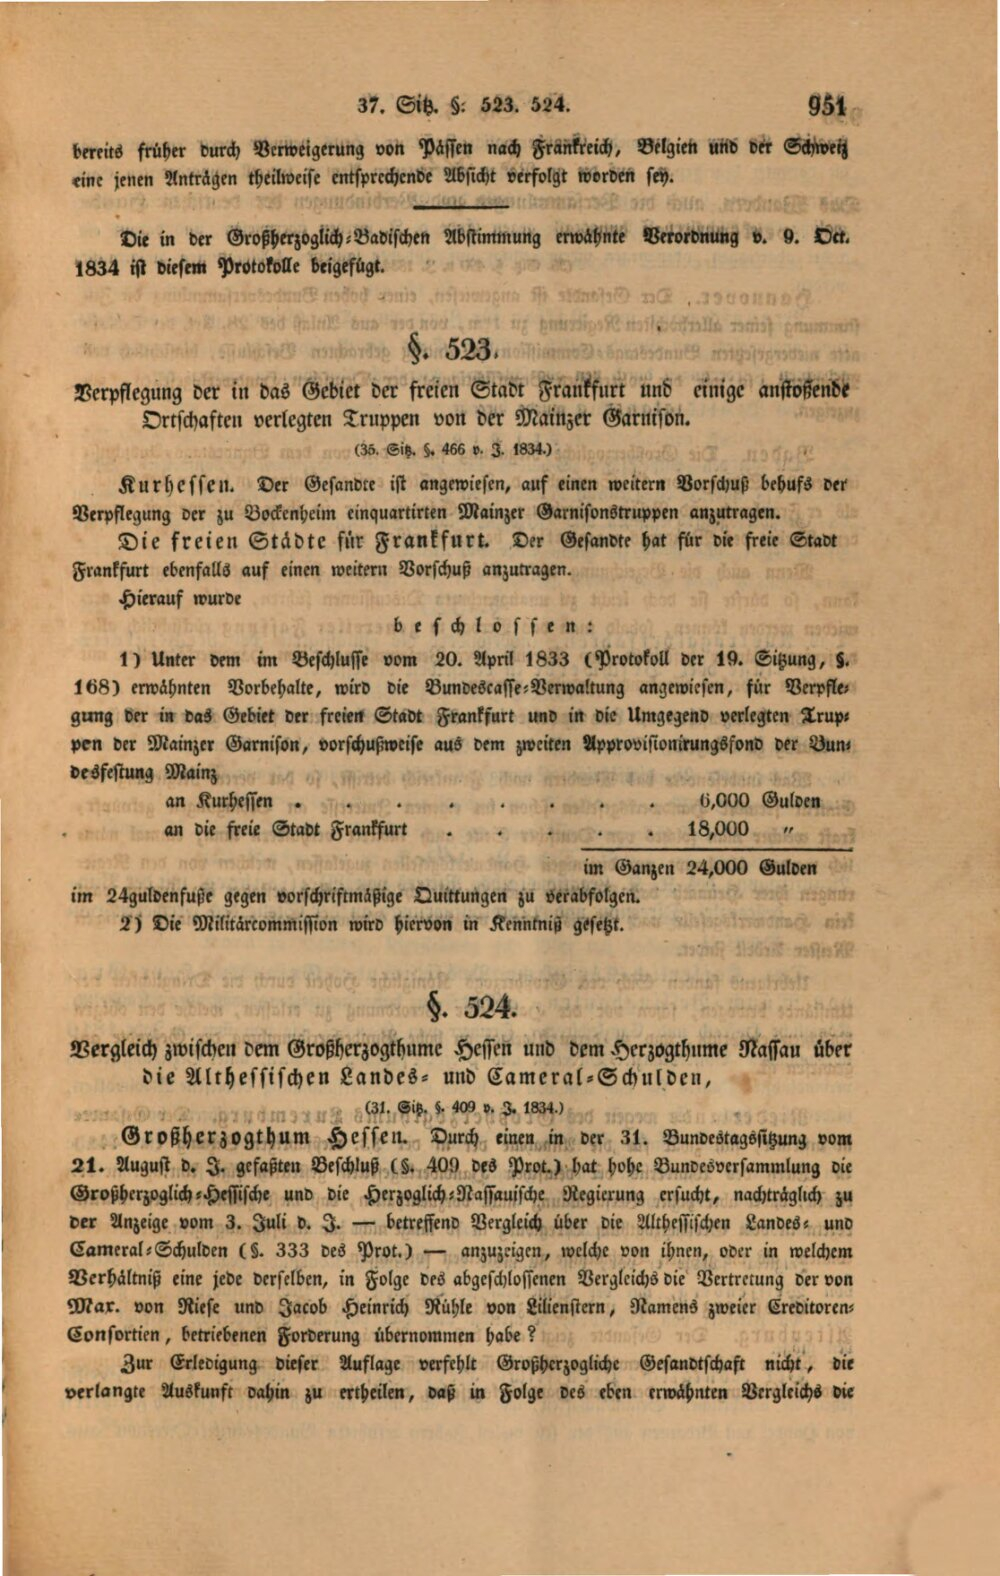 37. Sitz. §. 523. 524. 951
bereits früher durch Verweigerung von Pässen nach Frankreich, Belgien und der Schweiz
eine jenen Anträgen theilweise entsprechende Absicht verfolgt worden sey.
Die in der Großherzoglich-Badischen Abstimmung erwähnte Verordnung v. 9. Oct.
1834 ist diesem Protokolle beigefügt.
§. 523.
Verpflegung der in das Gebiet der freien Stadt Frankfurt und einige anstoßende
Ortschaften verlegten Truppen von der Mainzer Garnison.
(35. Sitz. §. 466 v. J. 1834.)
Kurhessen. Der Gesandte ist angewiesen, auf einen weitern Vorschuß behufs der
Verpflegung der zu Bockenheim einquartirten Mainzer Garnisonstruppen anzutragen.
Die freien Städte für Frankfurt. Der Gesandte hat für die freie Stadt
Frankfurt ebenfalls auf einen weitern Vorschuß anzutragen.
Hierauf wurde
beschlossen:
1) Unter dem im Beschlusse vom 20. April 1833 (Protokoll der 19. Sitzung, §.
168) erwähnten Vorbehalte, wird die Bundescasse-Verwaltung angewiesen, für Verpfle-
gung der in das Gebiet der freien Stadt Frankfurt und in die Umgegend verlegten Trup-
pen der Mainzer Garnison, vorschußweise aus dem zweiten Approvisionirungsfond der Bun-
desfestung Mainz
an Kurhessen . . . . . . . . 6,000 Gulden
an die freie Stadt Frankfurt . . . . . 18,000 "
im Ganzen 24,000 Gulden
im 24guldenfuße gegen vorschriftmäßige Quittungen zu verabfolgen.
2) Die Militärcommission wird hiervon in Kenntniß gesetzt.
§. 524.
Vergleich zwischen dem Großherzogthume Hessen und dem Herzogthume Nassau über
die Althessischen Landes- und Cameral-Schulden,
(31. Sitz. §. 409 v. J. 1834.)
Großherzogthum Hessen. Durch einen in der 31. Bundestagssitzung vom
21. August d. J. gefaßten Beschluß (§. 409 des Prot.) hat hohe Bundesversammlung die
Großherzoglich-Hessische und die Herzoglich-Nassauische Regierung ersucht, nachträglich zu
der Anzeige vom 3. Juli d. J. — betreffend Vergleich über die Althessischen Landes- und
Cameral-Schulden (§. 333 des Prot.) — anzuzeigen, welche von ihnen, oder in welchem
Verhältniß eine jede derselben, in Folge des abgeschlossenen Vergleichs die Vertretung der von
Max. von Riese und Jacob Heinrich Rühle von Lilienstern, Namens zweier Creditoren-
Consortien, betriebenen Forderung übernommen habe?
Zur Erledigung dieser Auflage verfehlt Großherzogliche Gesandtschaft nicht, die
verlangte Auskunft dahin zu ertheilen, daß in Folge des eben erwähnten Vergleichs die